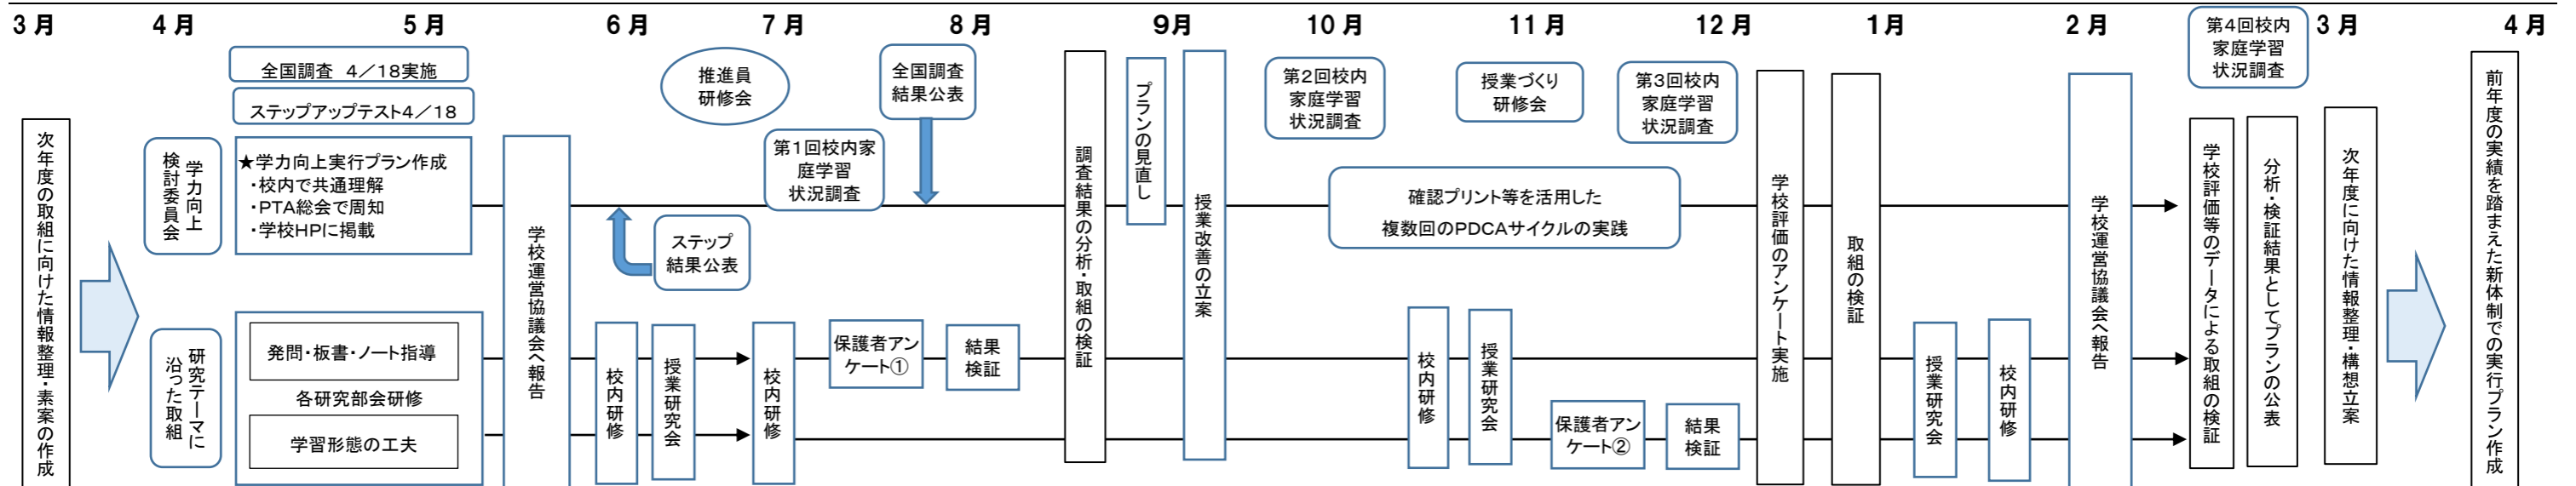 3月
4月
5月
6月
7月
8月
9月
10月
11月
12月
1月
2月
3月
4月
次年度の取組に向けた情報整理・素案の作成
学力向上
検討委員会
研究テーマに
沿った取組
全国調査 4／18実施
ステップアップテスト4／18
★学力向上実行プラン作成
・校内で共通理解
・PTA総会で周知
・学校HPに掲載
発問・板書・ノート指導
各研究部会研修
学習形態の工夫
学校運営協議会へ報告
ステップ
結果公表
校内研修
授業研究会
推進員
研修会
第1回校内家
庭学習
状況調査
校内研修
保護者アン
ケート①
全国調査
結果公表
結果
検証
調査結果の分析・取組の検証
プランの見直し
授業改善の立案
第2回校内
家庭学習
状況調査
授業づくり
研修会
第3回校内
家庭学習
状況調査
確認プリント等を活用した
複数回のPDCAサイクルの実践
校内研修
授業研究会
保護者アン
ケート②
結果
検証
学校評価のアンケート実施
取組の検証
授業研究会
校内研修
学校運営協議会へ報告
第4回校内
家庭学習
状況調査
学校評価等のデータによる取組の検証
分析・検証結果としてプランの公表
次年度に向けた情報整理・構想立案
前年度の実績を踏まえた新体制での実行プラン作成